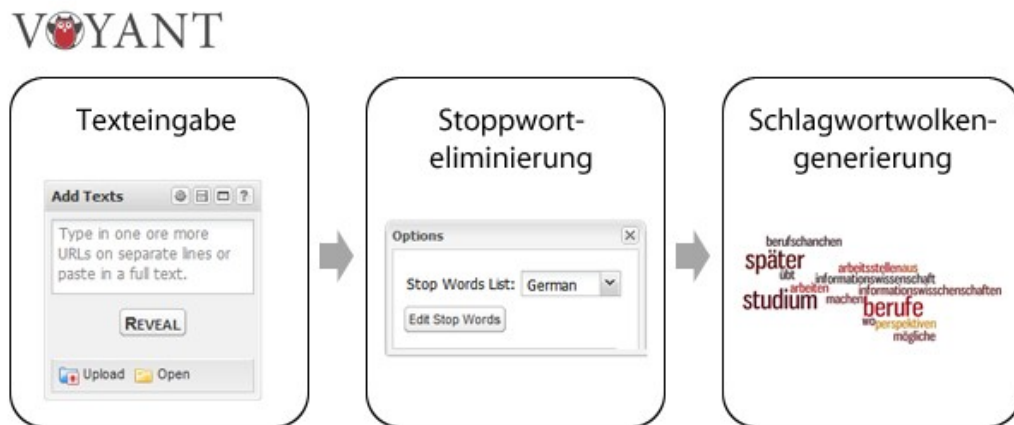 VOYANT
Texteingabe
Add Texts
?
Type in one ore more
URLs on separate lines or
paste in a full text.
REVEAL
Upload Open
Stoppwort-
eliminierung
Options
Stop Words List: German
Edit Stop Words
Schlagwortwolken-
generierung
berufschanchen
später
arbeitsstellenaus
übt informationswissenschaft
arbeiten informationswisschenschaften
studium machen berufe
wo perspektiven
mögliche